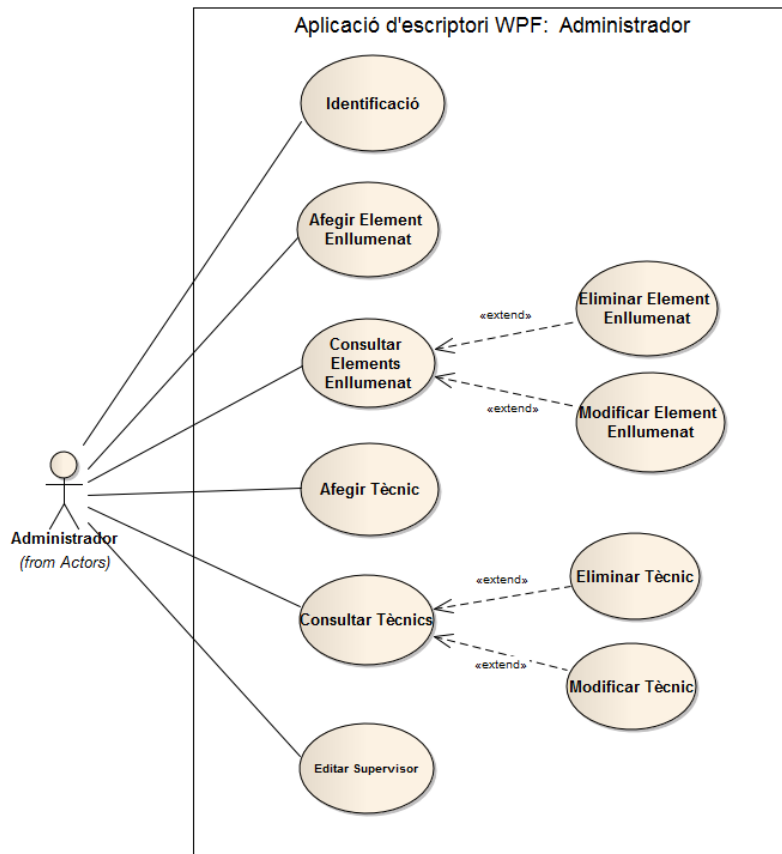 Aplicació d'escriptori WPF:  Administrador
Identificació
Afegir Element
Enllumenat
Eliminar Element
Enllumenat
«extend»
Consultar
Elements
Enllumenat
«extend»
Modificar Element
Enllumenat
Afegir Tècnic
Administrador
(from Actors)
Eliminar Tècnic
«extend»
Consultar Tècnics
«extend»
Modificar Tècnic
Editar Supervisor